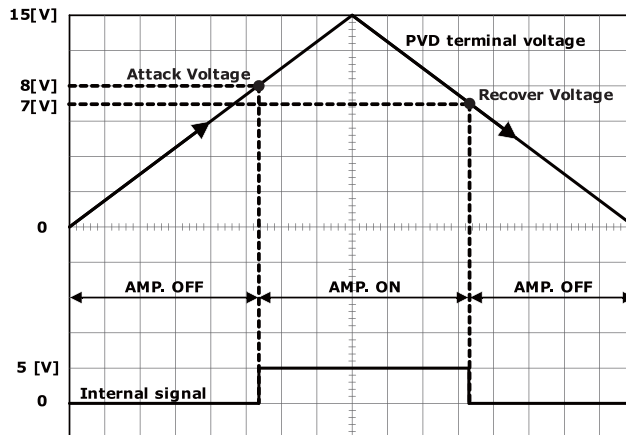 15[V]
PVD terminal voltage
Attack Voltage
8[V]
Recover Voltage
7[V]
0
AMP. OFF AMP. ON AMP. OFF
5 [V]
Internal signal
0